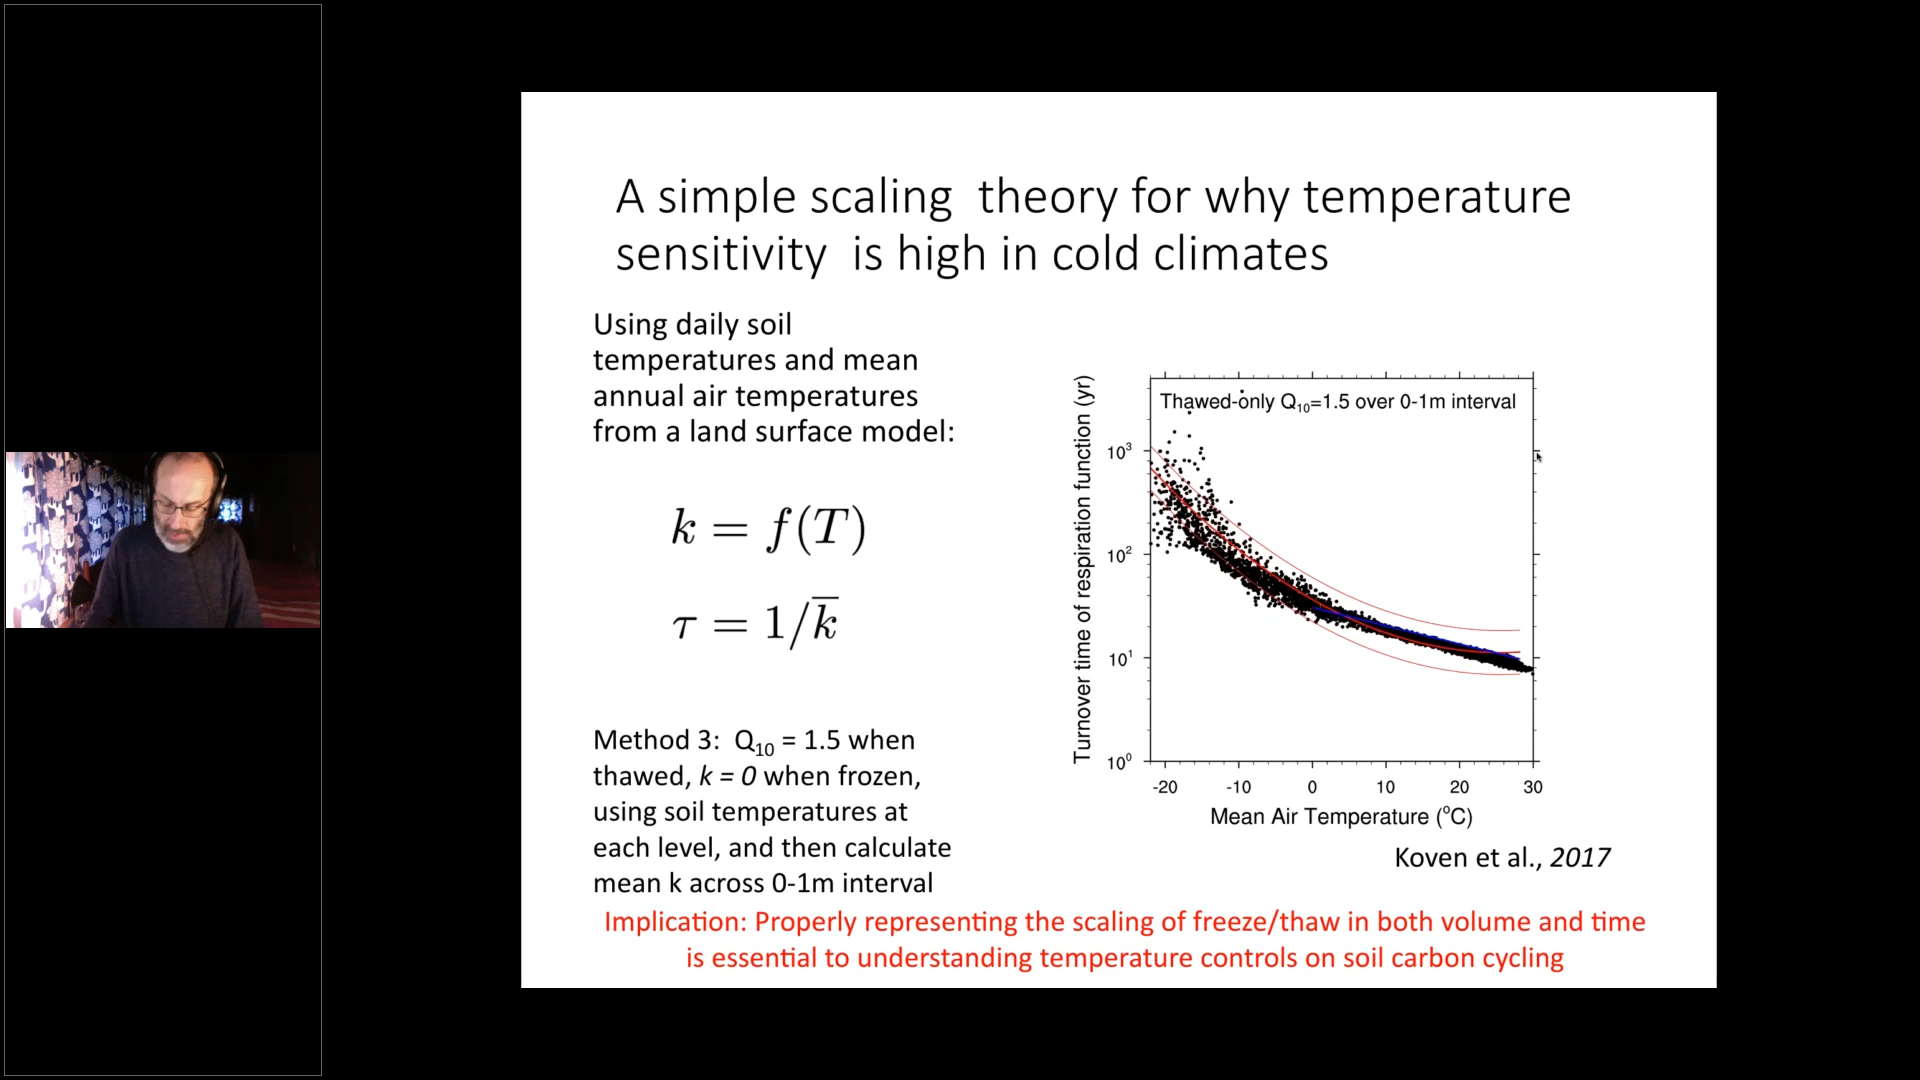 A simple scaling theory for why temperature
sensitivity is high in cold climates
Using daily soil
temperatures and mean
annual air temperatures
from a land surface model:
k = f(T)
τ = 1/k̅
Method 3: Q₁₀ = 1.5 when
thawed, k = 0 when frozen,
using soil temperatures at
each level, and then calculate
mean k across 0-1m interval
Turnover time of respiration function (yr)
Thawed-only Q₁₀=1.5 over 0-1m interval
10³
10²
10¹
10⁰
-20 -10 0 10 20 30
Mean Air Temperature (°C)
Koven et al., 2017
Implication: Properly representing the scaling of freeze/thaw in both volume and time
is essential to understanding temperature controls on soil carbon cycling